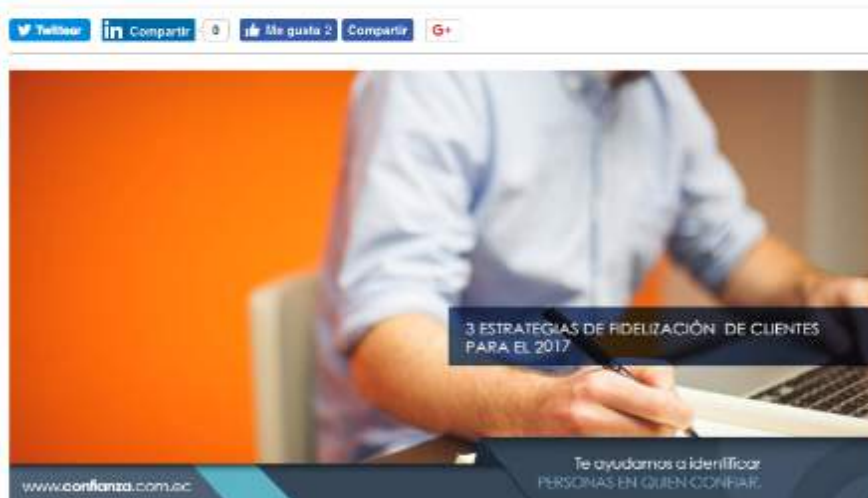 Twittear
in Compartir 0
Me gusta 2 Compartir
G+
3 ESTRATEGIAS DE FIDELIZACIÓN DE CLIENTES
PARA EL 2017
Te ayudamos a identificar
PERSONAS EN QUIEN CONFIAR.
www.confianza.com.ec